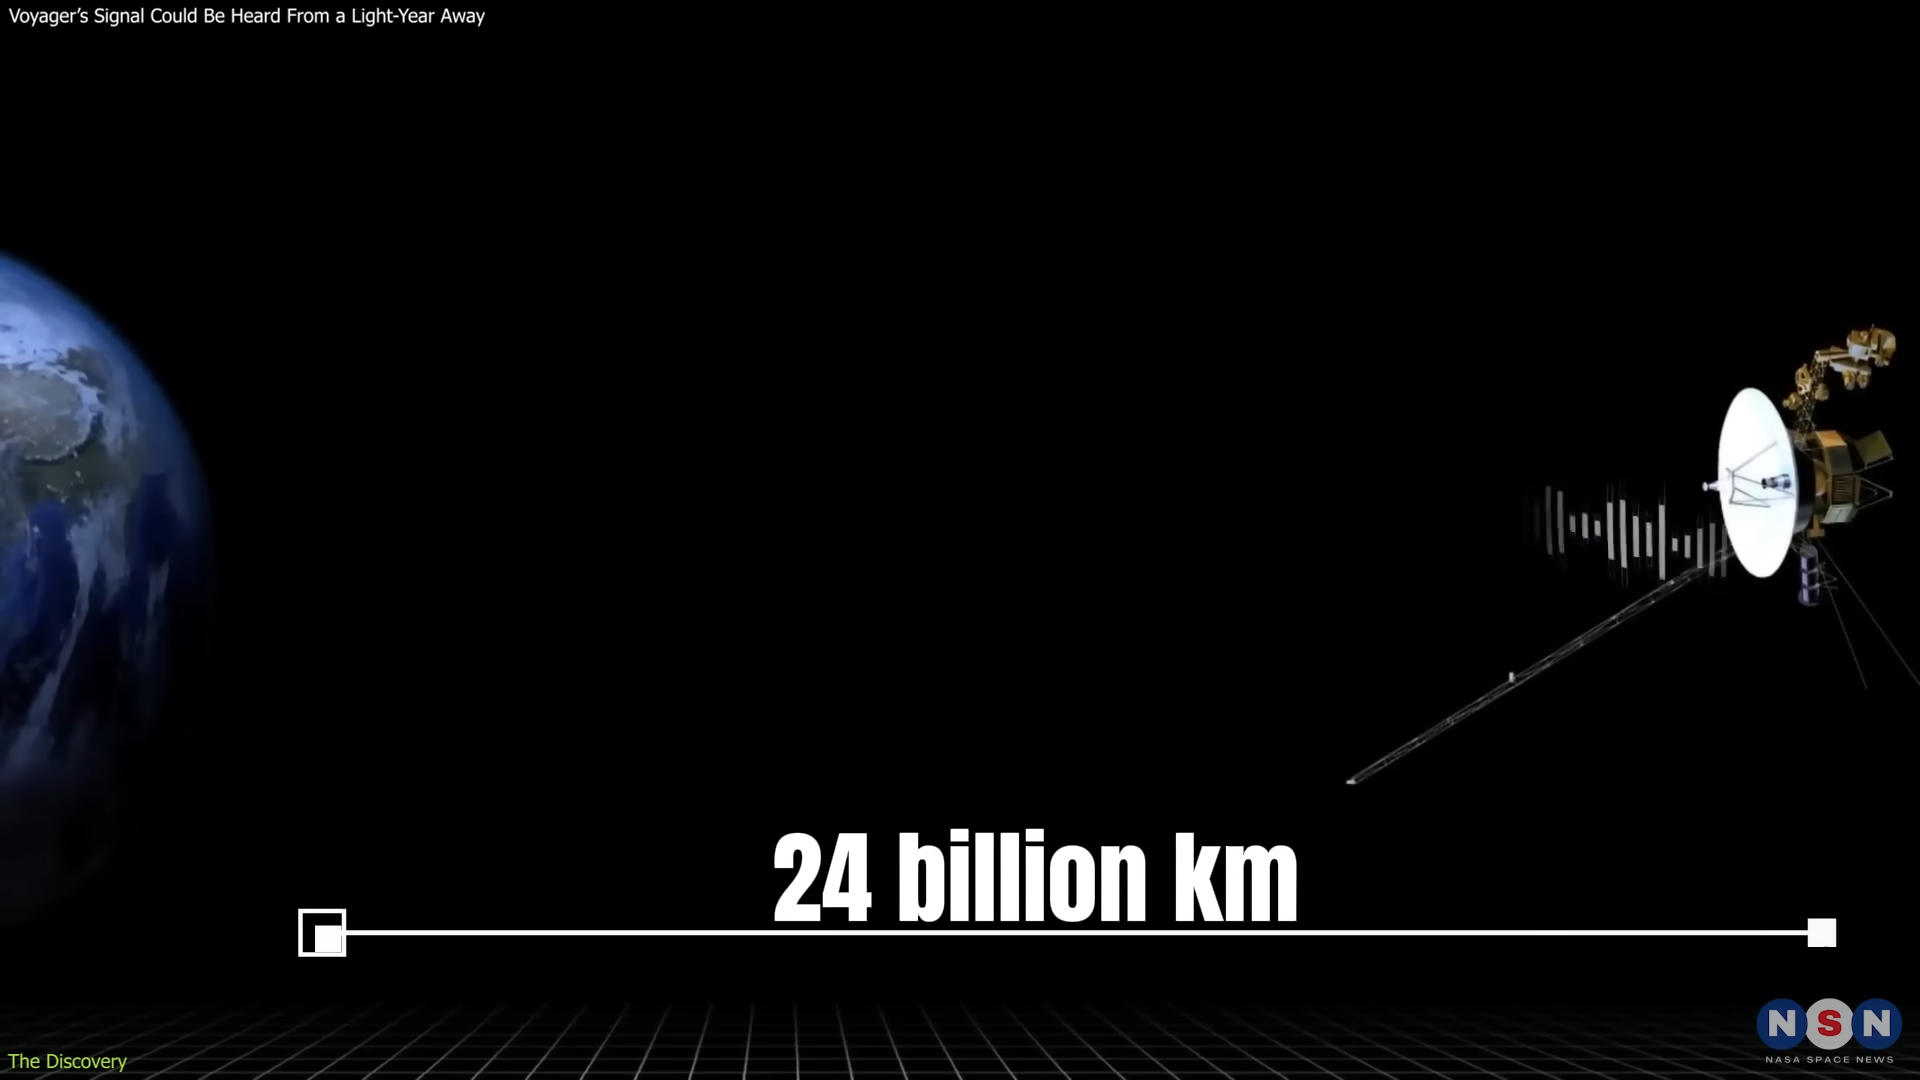 Voyager’s Signal Could Be Heard From a Light-Year Away
24 billion km
NSN
NASA SPACE NEWS
The Discovery